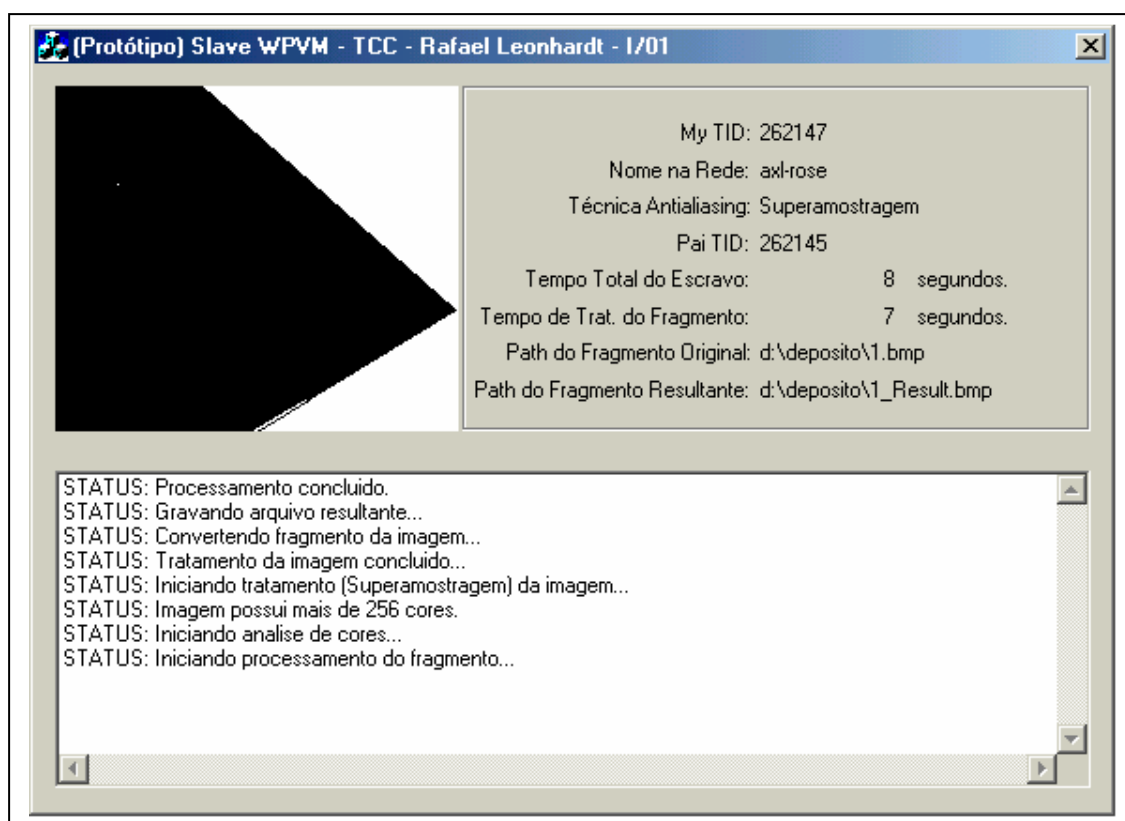 (Protótipo) Slave WPVM - TCC - Rafael Leonhardt - I/01
My TID: 262147
Nome na Rede: axl-rose
Técnica Antialiasing: Superamostragem
Pai TID: 262145
Tempo Total do Escravo: 8 segundos.
Tempo de Trat. do Fragmento: 7 segundos.
Path do Fragmento Original: d:\deposito\1.bmp
Path do Fragmento Resultante: d:\deposito\1_Result.bmp
STATUS: Processamento concluido.
STATUS: Gravando arquivo resultante...
STATUS: Convertendo fragmento da imagem...
STATUS: Tratamento da imagem concluido...
STATUS: Iniciando tratamento (Superamostragem) da imagem...
STATUS: Imagem possui mais de 256 cores.
STATUS: Iniciando analise de cores...
STATUS: Iniciando processamento do fragmento...